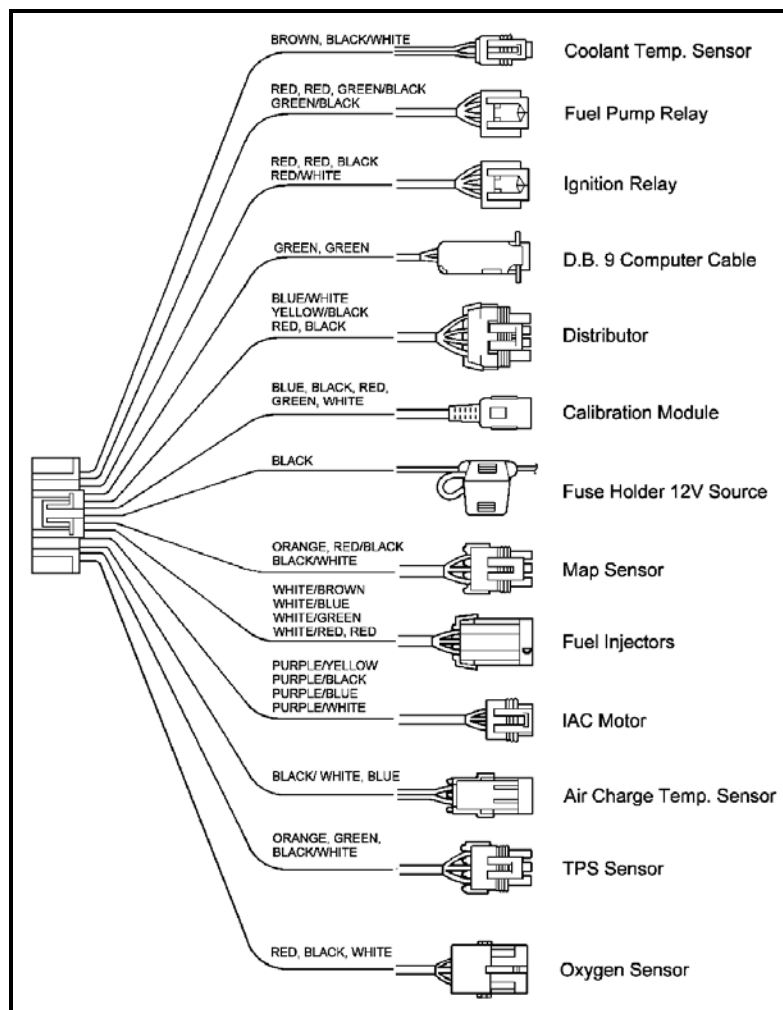 BROWN, BLACK/WHITE
Coolant Temp. Sensor
RED, RED, GREEN/BLACK
GREEN/BLACK
Fuel Pump Relay
RED, RED, BLACK
RED/WHITE
Ignition Relay
GREEN, GREEN
D.B. 9 Computer Cable
BLUE/WHITE
YELLOW/BLACK
RED, BLACK
Distributor
BLUE, BLACK, RED,
GREEN, WHITE
Calibration Module
BLACK
Fuse Holder 12V Source
ORANGE, RED/BLACK
BLACK/WHITE
Map Sensor
WHITE/BROWN
WHITE/BLUE
WHITE/GREEN
WHITE/RED, RED
Fuel Injectors
PURPLE/YELLOW
PURPLE/BLACK
PURPLE/BLUE
PURPLE/WHITE
IAC Motor
BLACK/ WHITE, BLUE
Air Charge Temp. Sensor
ORANGE, GREEN,
BLACK/WHITE
TPS Sensor
RED, BLACK, WHITE
Oxygen Sensor